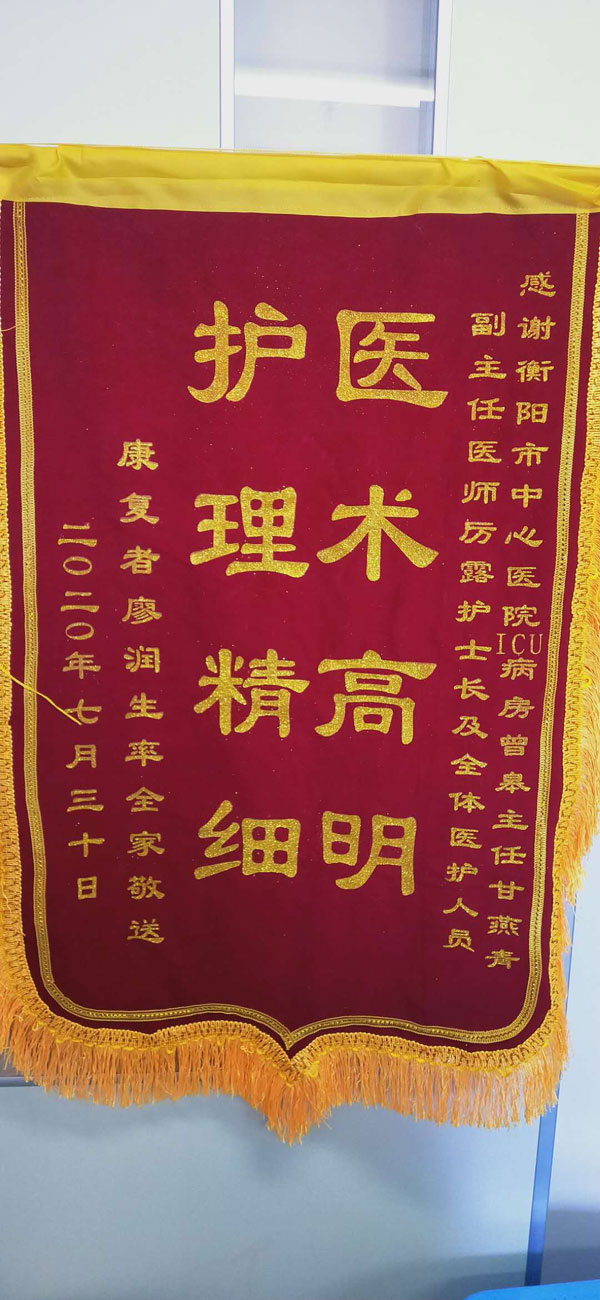 感谢衡阳市中心医院ICU病房曾皋主任甘燕青
副主任医师厉露护士长及全体医护人员
医术高明
护理精细
康复者廖润生率全家敬送
二〇二〇年七月三十日